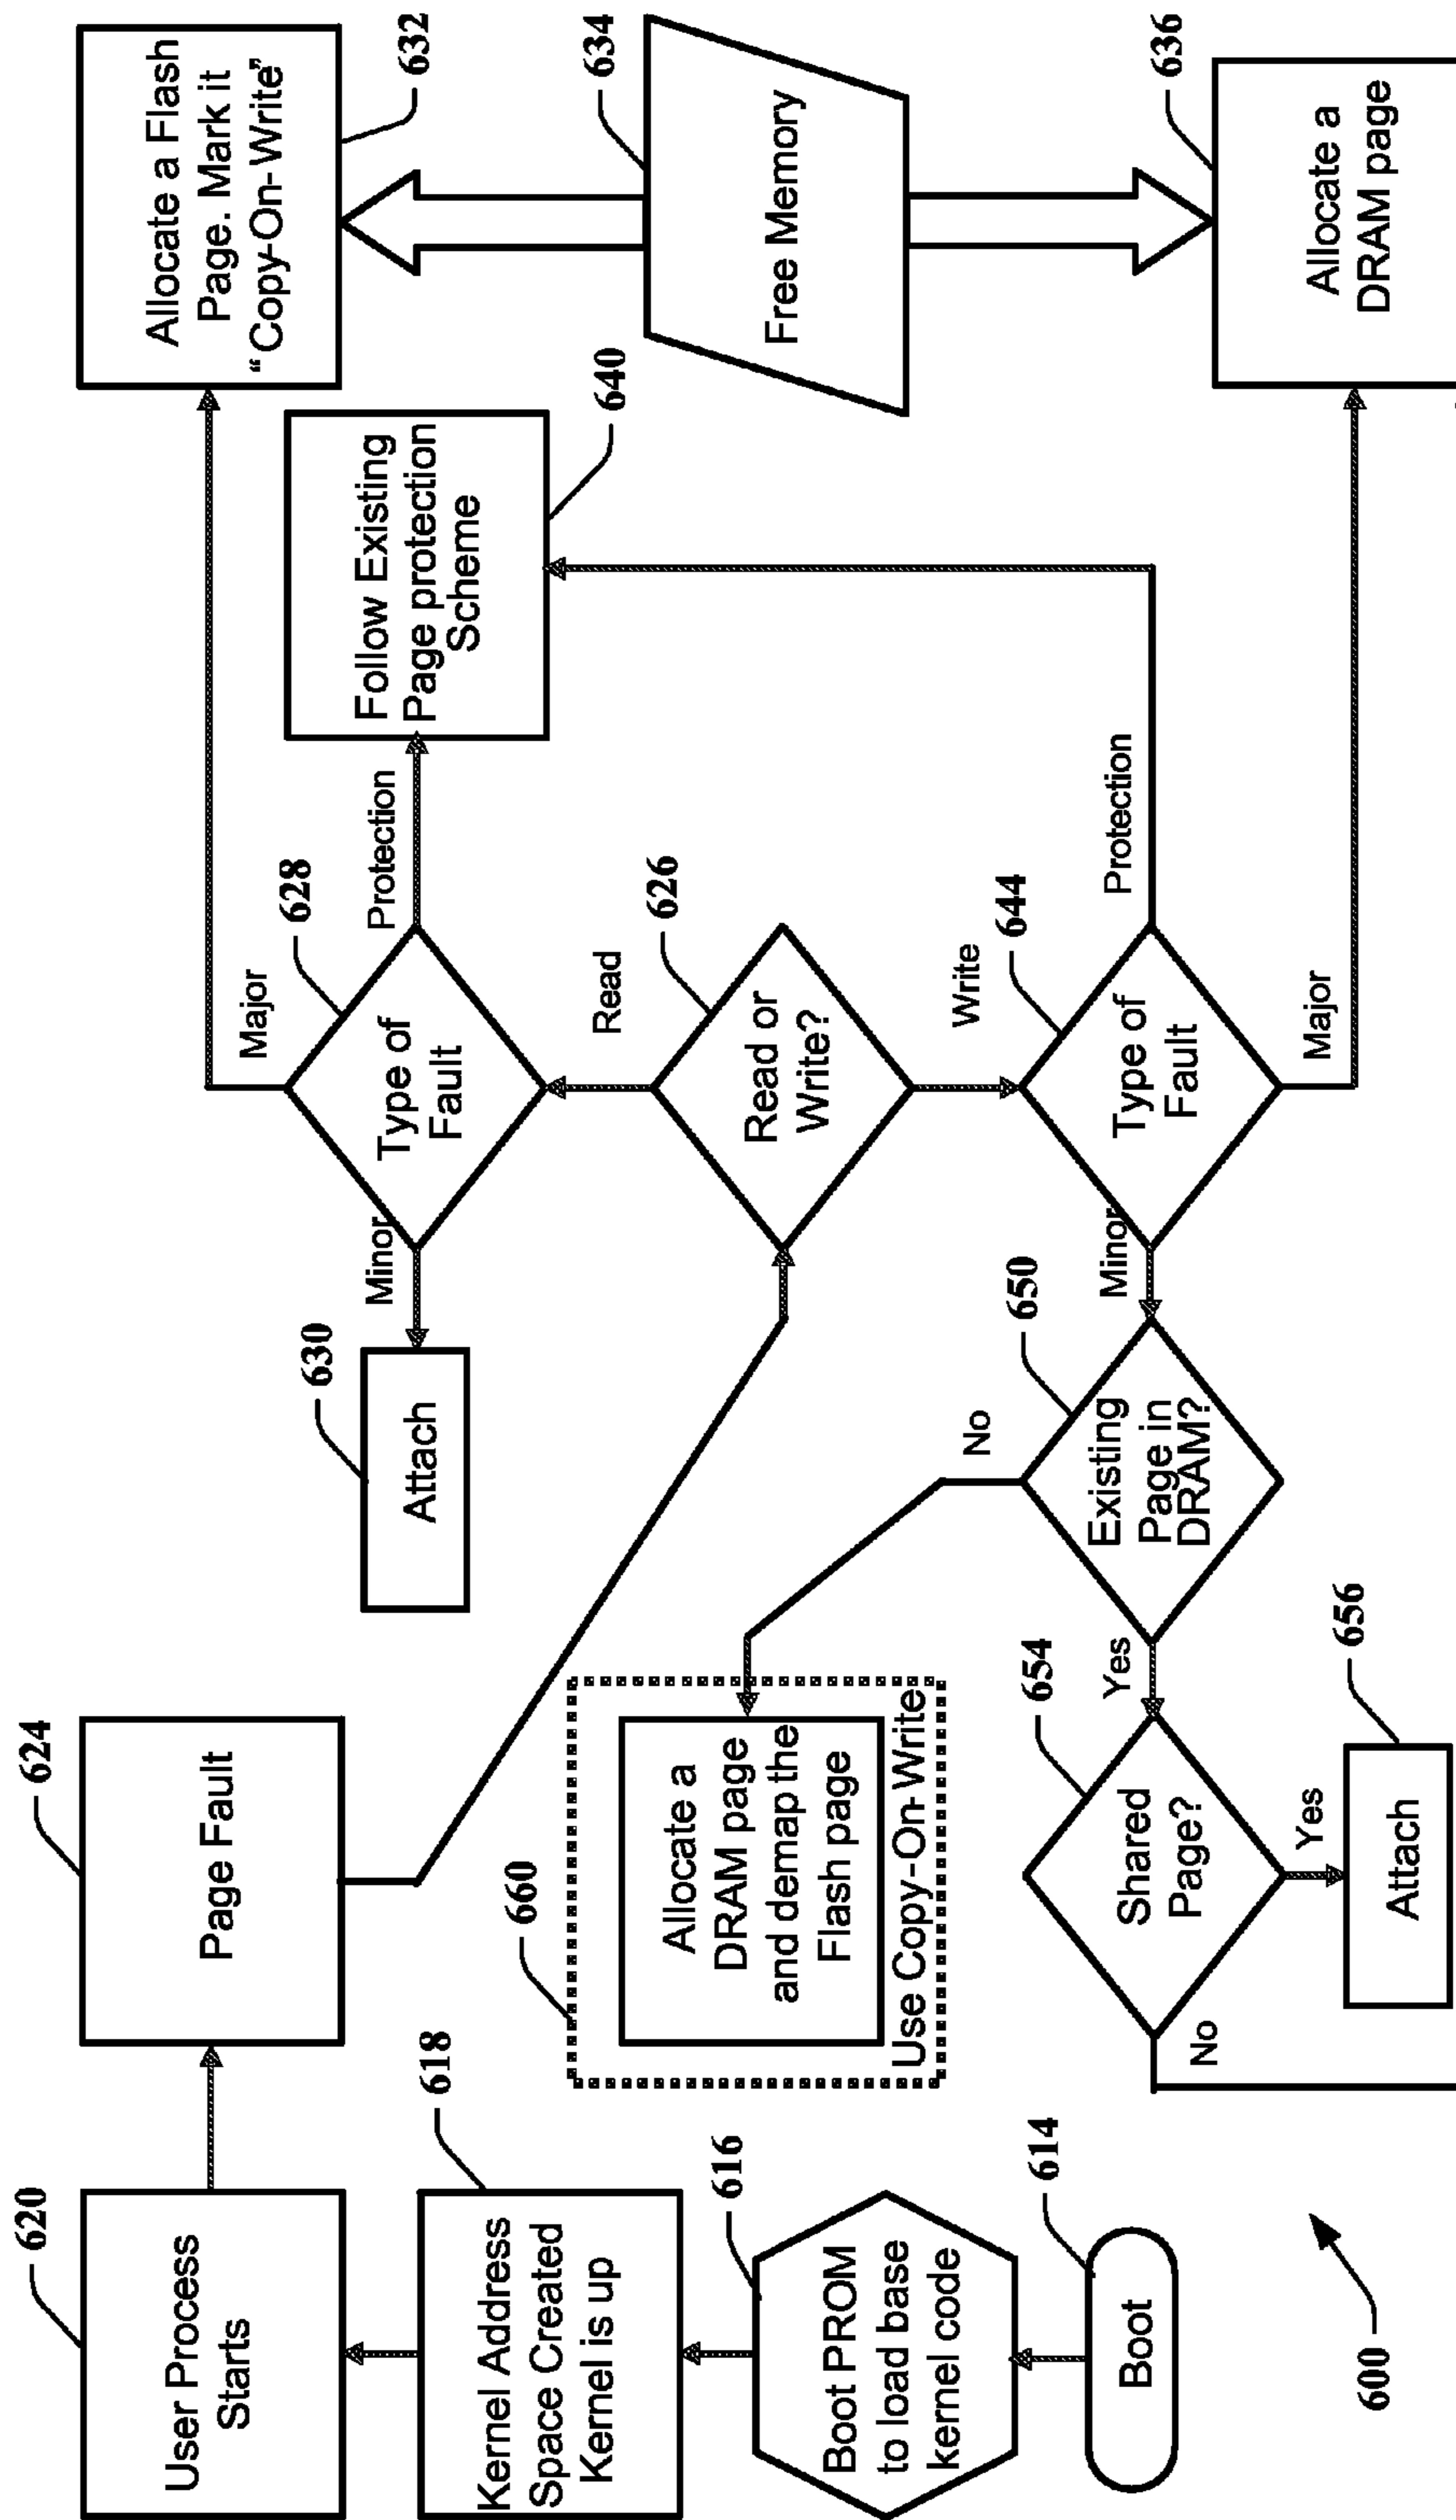 620
User Process
Starts
624
Page Fault
Major
Allocate a Flash
Page. Mark it
“Copy-On-Write”
632
618
Kernel Address
Space Created
Kernel is up
630
Attach
Minor
Type of
Fault
628
Protection
Follow Existing
Page protection
Scheme
640
Read
616
Boot PROM
to load base
kernel code
660
Allocate a
DRAM page
and demap the
Flash page
Use Copy-On-Write
Read or
Write?
626
634
Free Memory
No
Write
614
Boot
654
Shared
Page?
Yes
No
Yes
656
Attach
650
Existing
Page in
DRAM?
Minor
644
Type of
Fault
Protection
Major
636
Allocate a
DRAM page
600